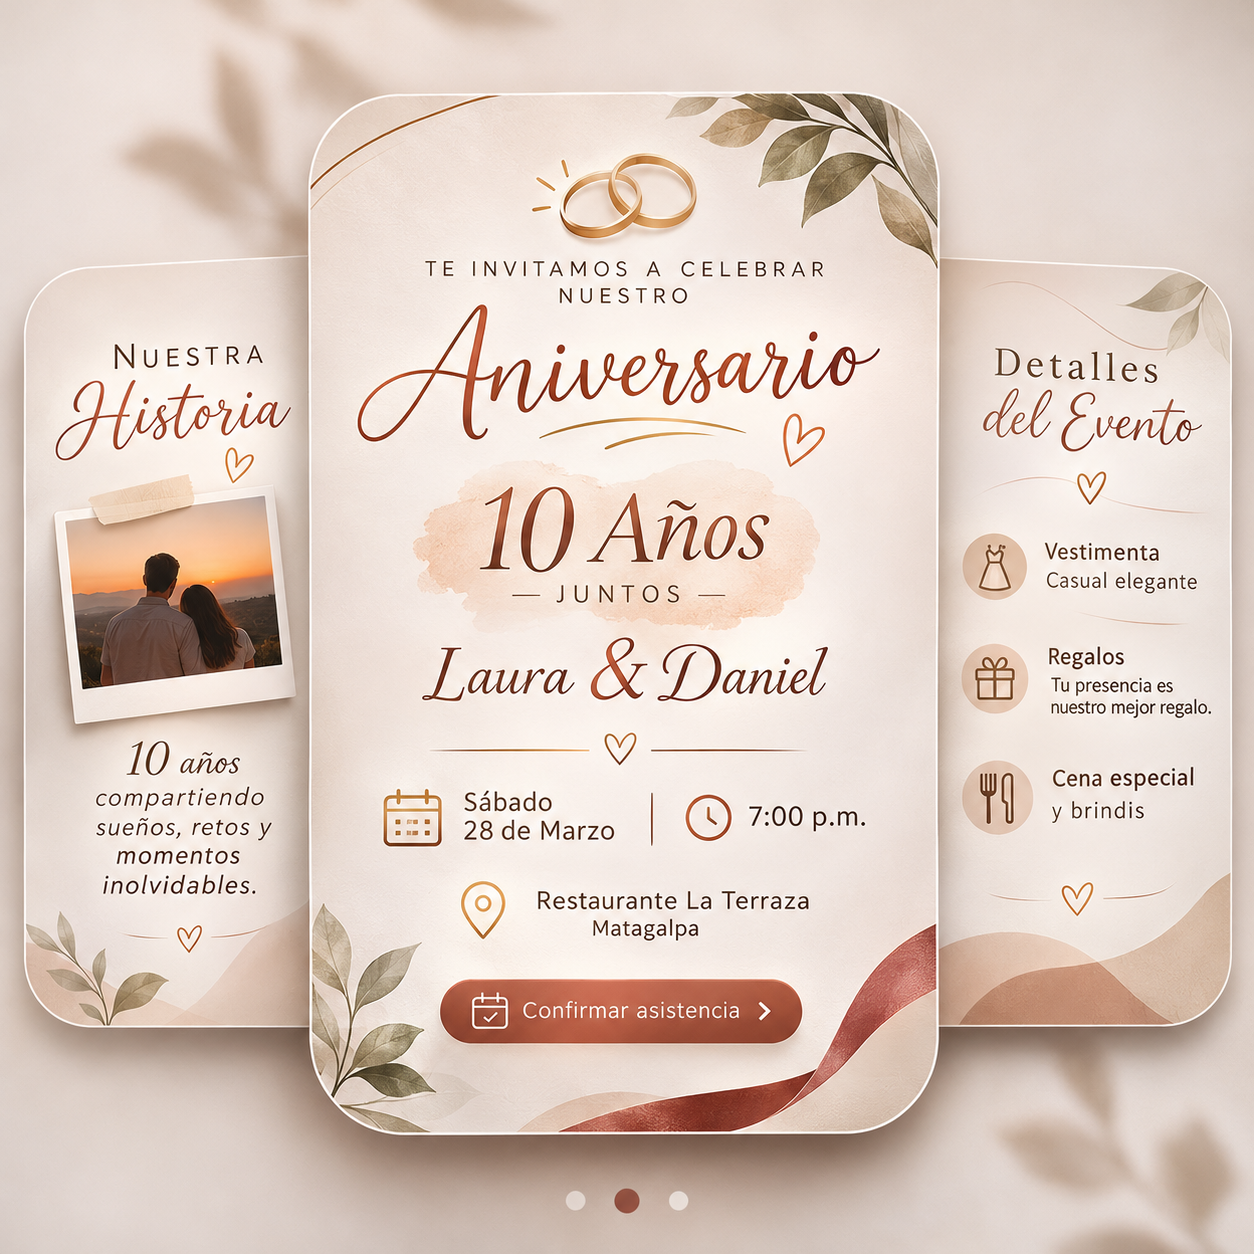 NUESTRA
Historia
10 años
compartiendo
sueños, retos y
momentos
inolvidables.
TE INVITAMOS A CELEBRAR
NUESTRO
Aniversario
10 Años
— JUNTOS —
Laura & Daniel
Sábado
28 de Marzo
7:00 p.m.
Restaurante La Terraza
Matagalpa
Confirmar asistencia
Detalles
del Evento
Vestimenta
Casual elegante
Regalos
Tu presencia es
nuestro mejor regalo.
Cena especial
y brindis